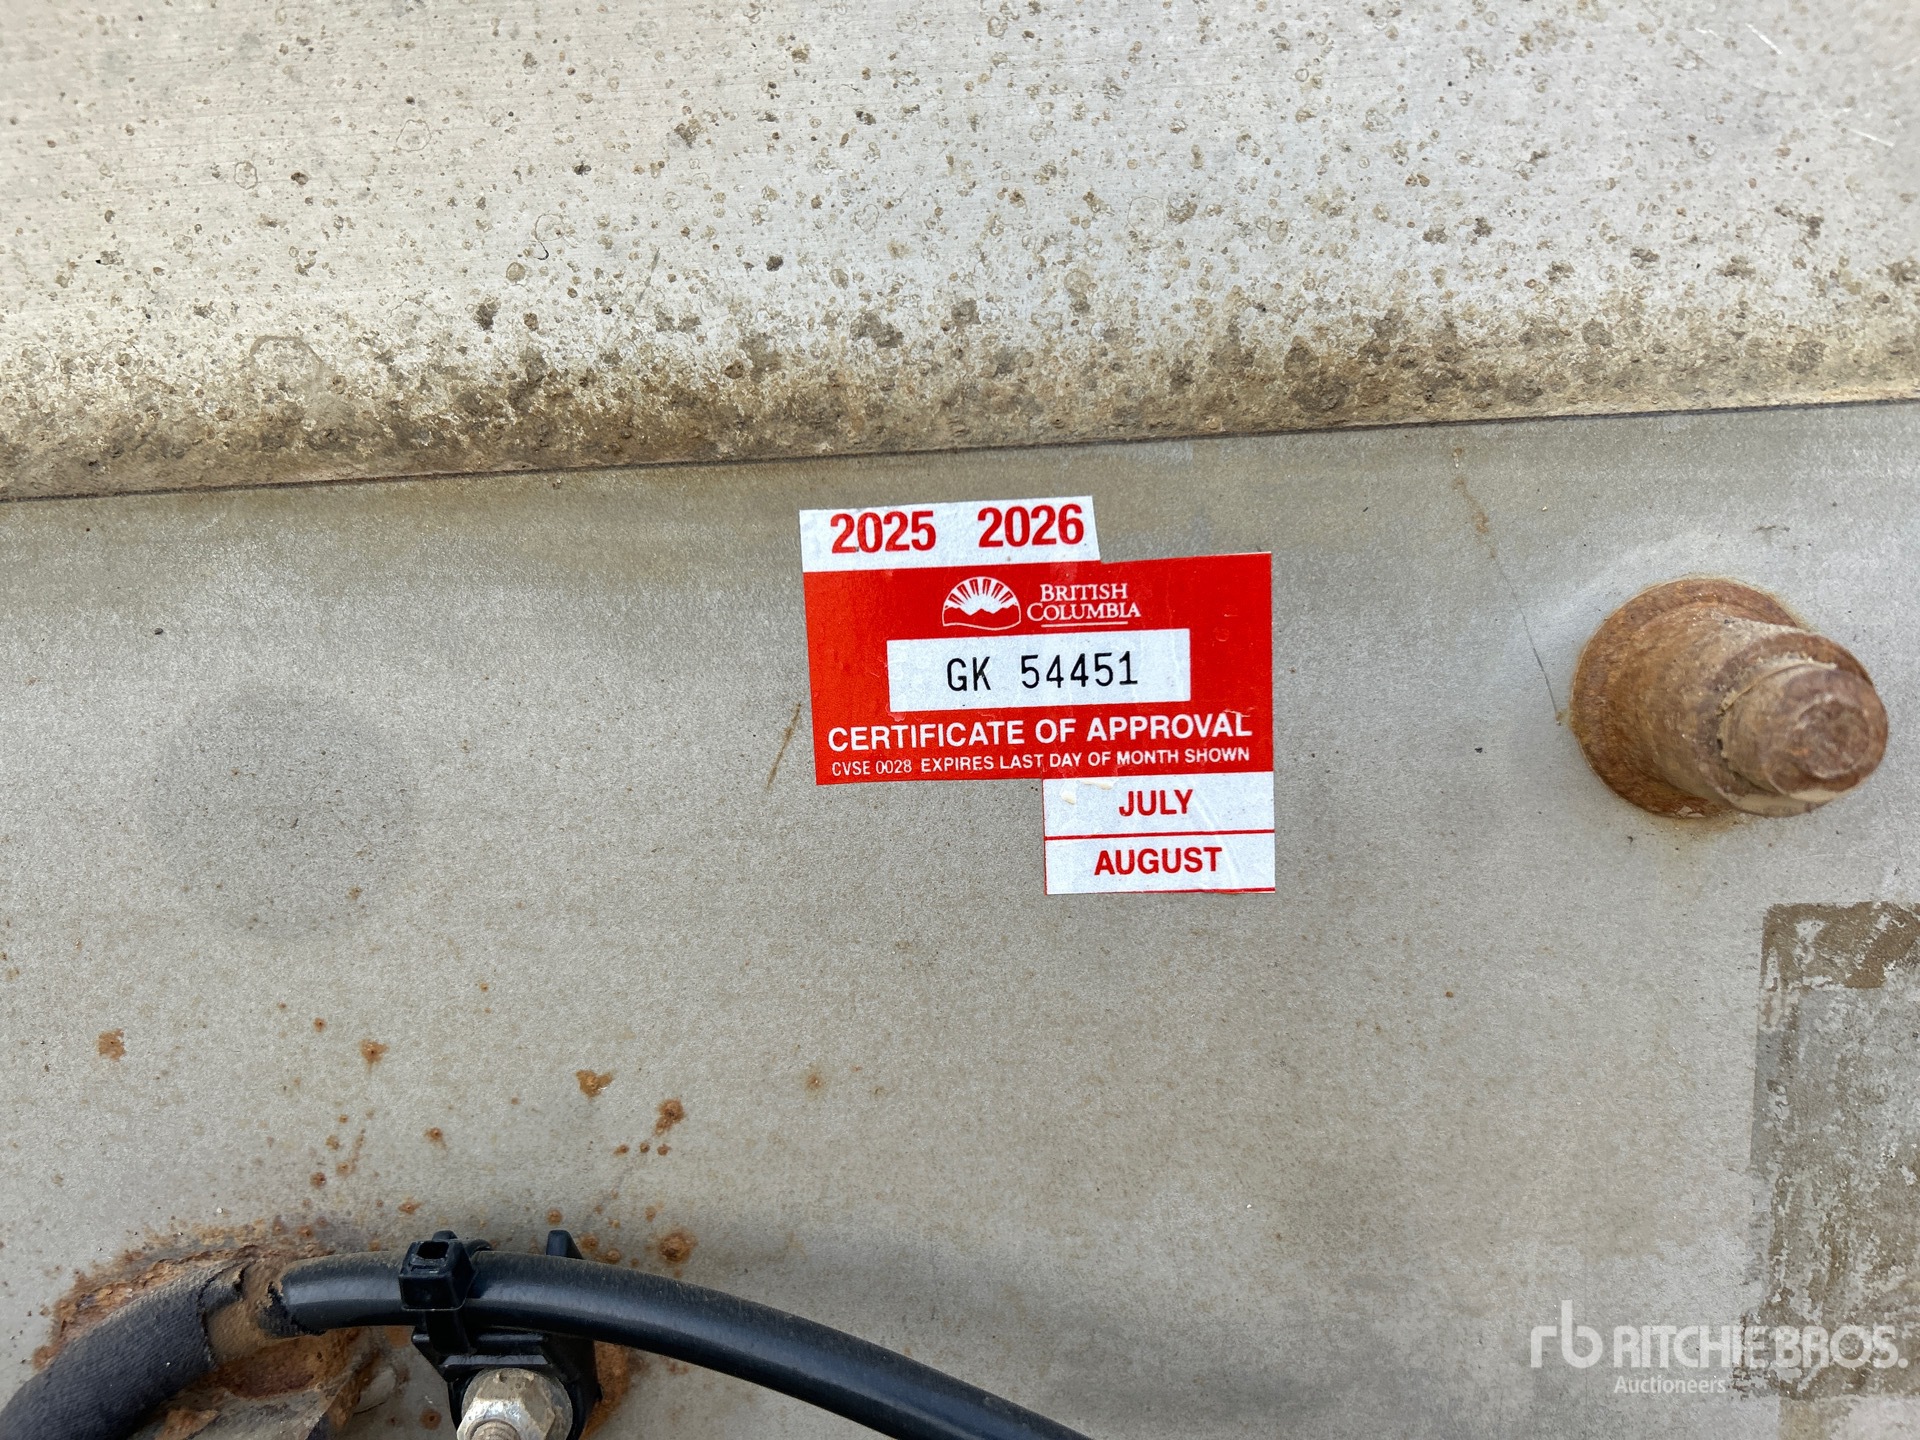 2025 2026
BRITISH
COLUMBIA
GK 54451
CERTIFICATE OF APPROVAL
CVSE 0028 EXPIRES LAST DAY OF MONTH SHOWN
JULY
AUGUST
rb RITCHIE BROS.
Auctioneers